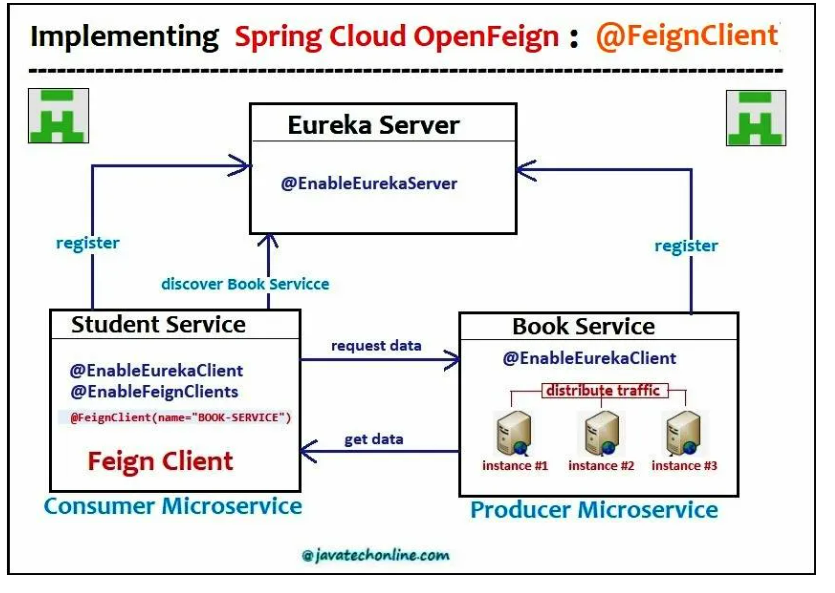 Implementing Spring Cloud OpenFeign : @FeignClient
Eureka Server
@EnableEurekaServer
register
register
discover Book Servicce
Student Service
@EnableEurekaClient
@EnableFeignClients
@FeignClient(name="BOOK-SERVICE")
Feign Client
Consumer Microservice
request data
get data
Book Service
@EnableEurekaClient
distribute traffic
instance #1
instance #2
instance #3
Producer Microservice
@javatechonline.com